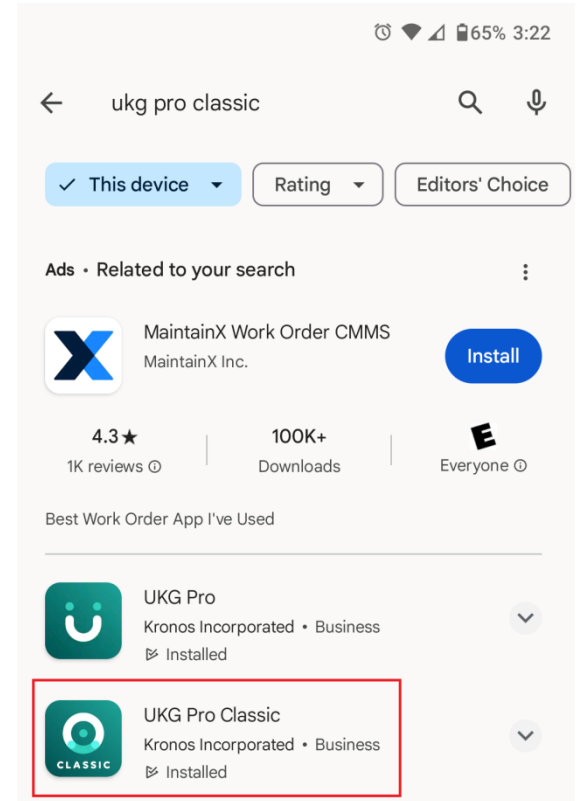 65% 3:22
ukg pro classic
This device
Rating
Editors' Choice
Ads • Related to your search
MaintainX Work Order CMMS
MaintainX Inc.
Install
4.3★
100K+
E
1K reviews
Downloads
Everyone
Best Work Order App I've Used
UKG Pro
Kronos Incorporated • Business
Installed
UKG Pro Classic
Kronos Incorporated • Business
CLASSIC
Installed